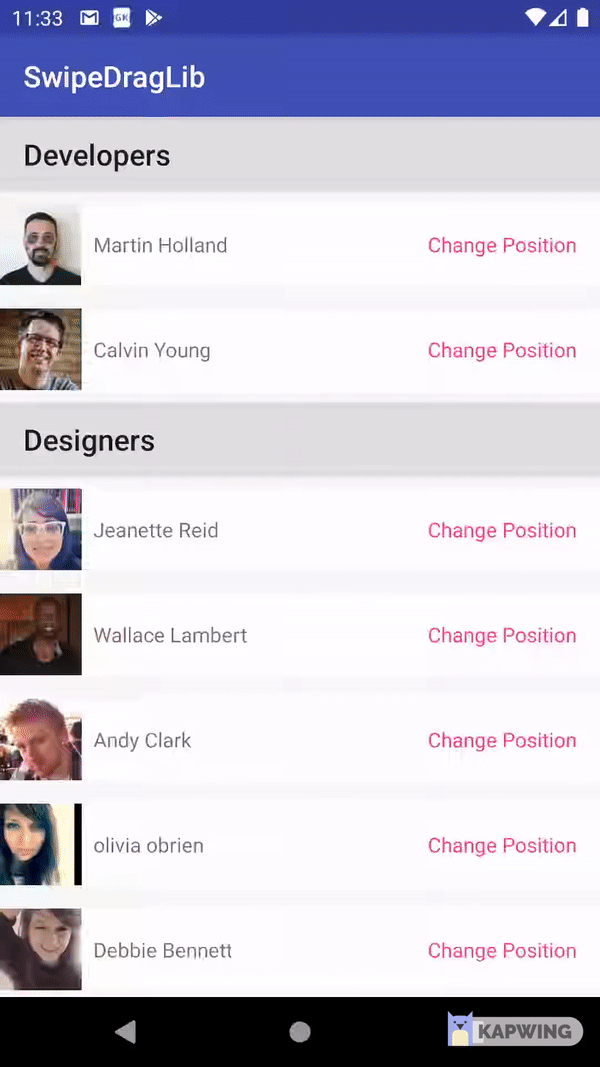 11:33
GK
SwipeDragLib
Developers
Martin Holland Change Position
Calvin Young Change Position
Designers
Jeanette Reid Change Position
Wallace Lambert Change Position
Andy Clark Change Position
olivia obrien Change Position
Debbie Bennett Change Position
KAPWING